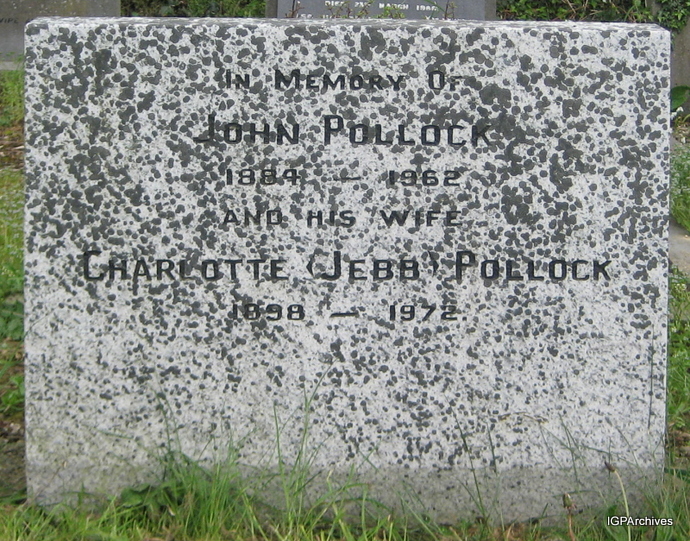 In Memory Of
John Pollock
1884 — 1962
and his wife
Charlotte (Jebb) Pollock
1898 — 1972
IGPArchives